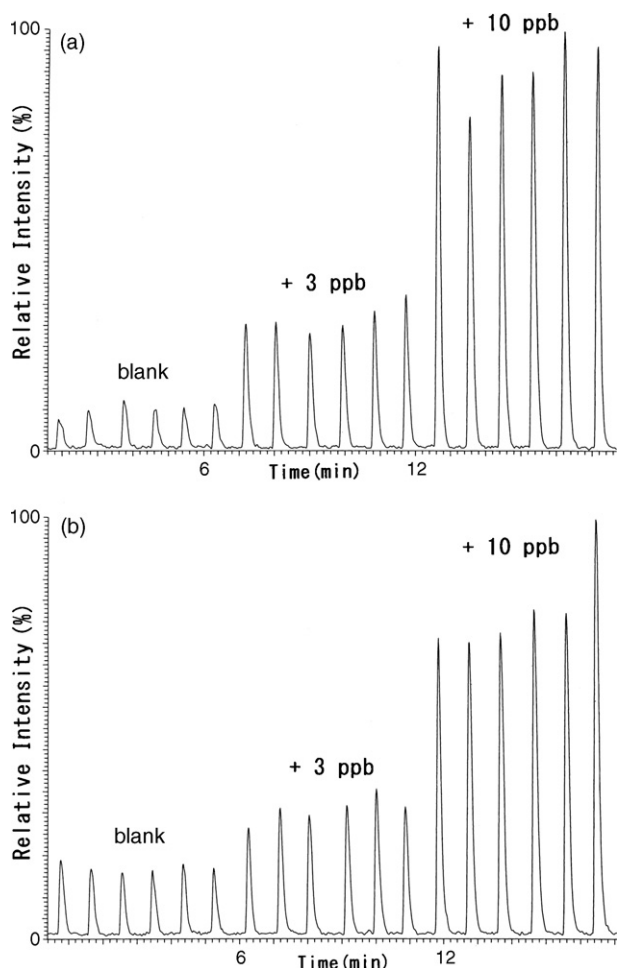 100
(a)
+ 10 ppb
Relative Intensity (%)
+ 3 ppb
blank
0
6
Time(min)
12
100
(b)
+ 10 ppb
Relative Intensity (%)
+ 3 ppb
blank
0
6
Time(min)
12